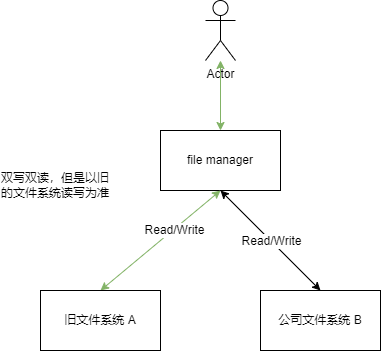 Actor
file manager
双写双读，但是以旧
的文件系统读写为准
Read/Write
Read/Write
旧文件系统 A
公司文件系统 B